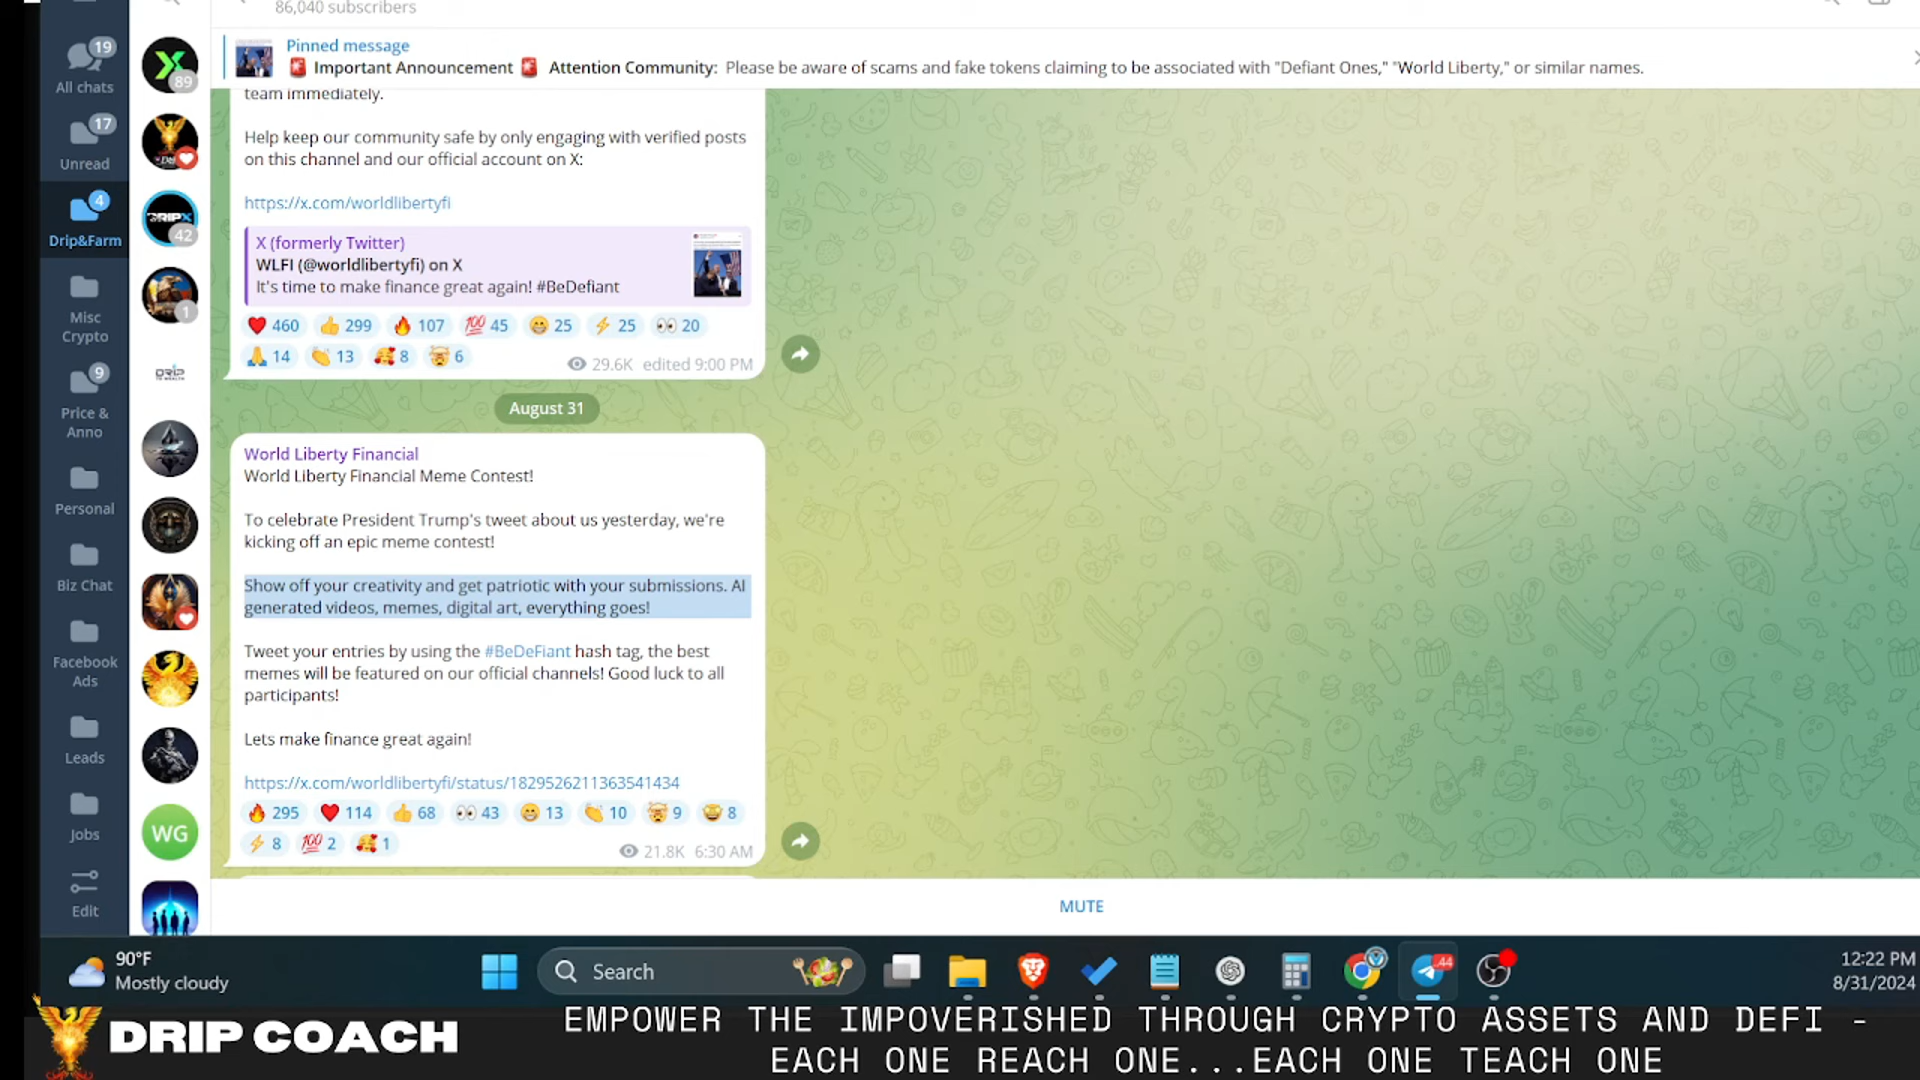 86,040 subscribers
Pinned message
🚨 Important Announcement 🚨 Attention Community: Please be aware of scams and fake tokens claiming to be associated with "Defiant Ones," "World Liberty," or similar names.
19
All chats
17
Unread
4
Drip&Farm
Misc
Crypto
9
Price &
Anno
Personal
Biz Chat
Facebook
Ads
Leads
Jobs
Edit
89
DRIPX
42
1
DRIP
TO WEALTH
WG
team immediately.
Help keep our community safe by only engaging with verified posts
on this channel and our official account on X:
https://x.com/worldlibertyfi
X (formerly Twitter)
WLFI (@worldlibertyfi) on X
It's time to make finance great again! #BeDefiant
❤️ 460 👍 299 🔥 107 💯 45 😁 25 ⚡ 25 👀 20
🙏 14 👏 13 🥰 8 🤯 6
29.6K edited 9:00 PM
August 31
World Liberty Financial
World Liberty Financial Meme Contest!
To celebrate President Trump's tweet about us yesterday, we're
kicking off an epic meme contest!
Show off your creativity and get patriotic with your submissions. AI
generated videos, memes, digital art, everything goes!
Tweet your entries by using the #BeDeFiant hash tag, the best
memes will be featured on our official channels! Good luck to all
participants!
Lets make finance great again!
https://x.com/worldlibertyfi/status/1829526211363541434
🔥 295 ❤️ 114 👍 68 👀 43 😁 13 👏 10 🤯 9 🤩 8
⚡ 8 💯 2 🥰 1
21.8K 6:30 AM
MUTE
90°F
Mostly cloudy
Search
44
12:22 PM
8/31/2024
DRIP COACH
EMPOWER THE IMPOVERISHED THROUGH CRYPTO ASSETS AND DEFI -
EACH ONE REACH ONE...EACH ONE TEACH ONE